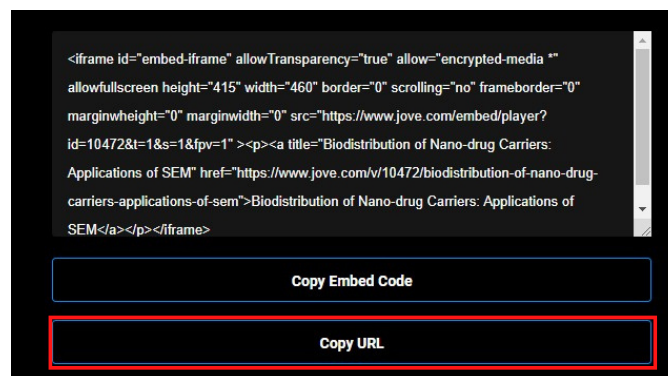 <iframe id="embed-iframe" allowTransparency="true" allow="encrypted-media *"
allowfullscreen height="415" width="460" border="0" scrolling="no" frameborder="0"
marginwheight="0" marginwidth="0" src="https://www.jove.com/embed/player?
id=10472&t=1&s=1&fpv=1" ><p><a title="Biodistribution of Nano-drug Carriers:
Applications of SEM" href="https://www.jove.com/v/10472/biodistribution-of-nano-drug-
carriers-applications-of-sem">Biodistribution of Nano-drug Carriers: Applications of
SEM</a></p></iframe>
Copy Embed Code
Copy URL